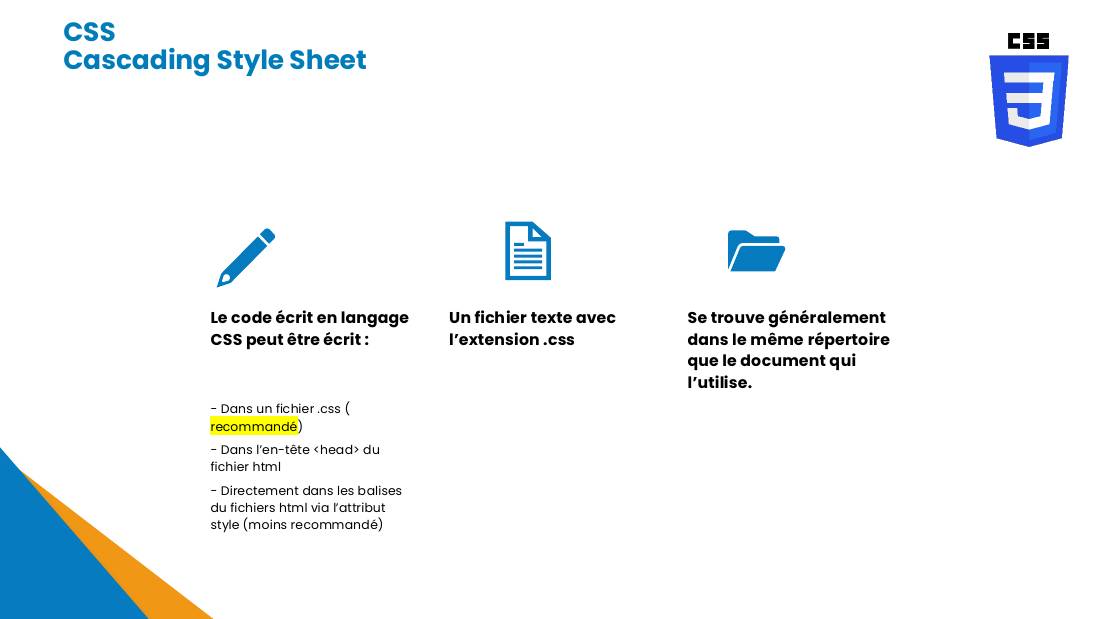 CSS
Cascading Style Sheet
CSS
Le code écrit en langage
CSS peut être écrit :
- Dans un fichier .css (
recommandé)
- Dans l’en-tête <head> du
fichier html
- Directement dans les balises
du fichiers html via l’attribut
style (moins recommandé)
Un fichier texte avec
l’extension .css
Se trouve généralement
dans le même répertoire
que le document qui
l’utilise.